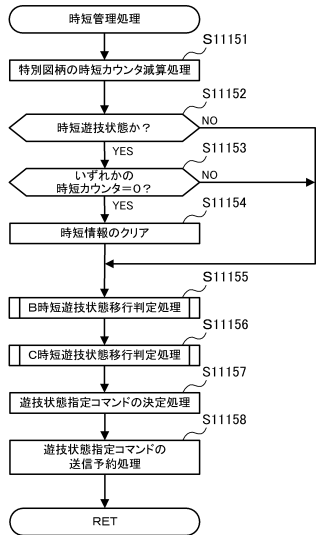 時短管理処理
S11151
特別図柄の時短カウンタ減算処理
S11152
時短遊技状態か？
NO
YES
S11153
いずれかの
時短カウンタ＝0？
NO
YES
S11154
時短情報のクリア
S11155
B時短遊技状態移行判定処理
S11156
C時短遊技状態移行判定処理
S11157
遊技状態指定コマンドの決定処理
S11158
遊技状態指定コマンドの
送信予約処理
RET